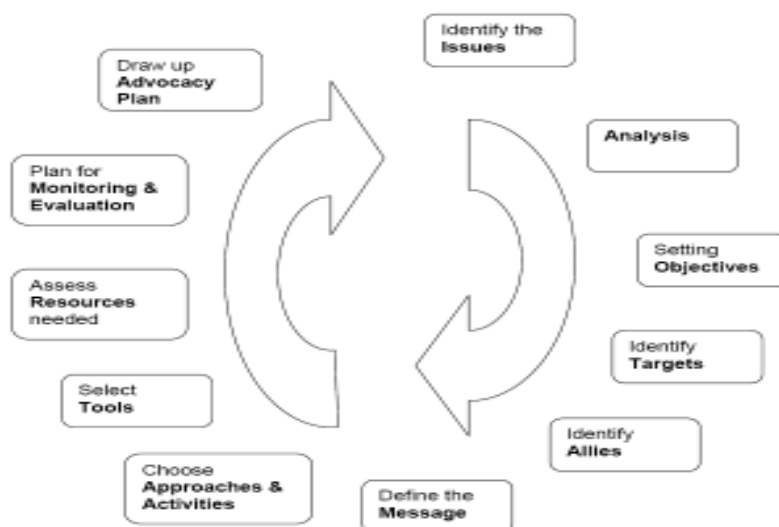 Identify the
Issues
Analysis
Setting
Objectives
Identify
Targets
Identify
Allies
Define the
Message
Choose
Approaches &
Activities
Select
Tools
Assess
Resources
needed
Plan for
Monitoring &
Evaluation
Draw up
Advocacy
Plan